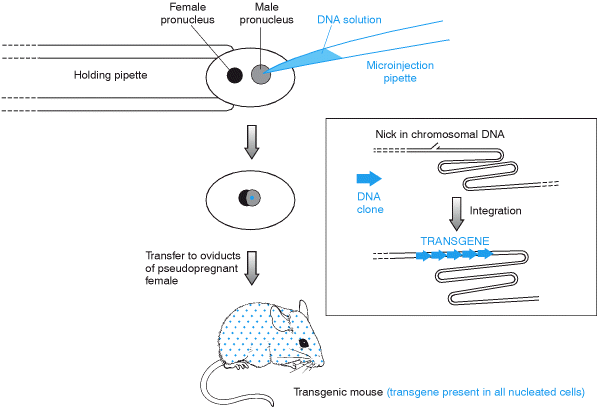 Female
pronucleus
Male
pronucleus
DNA solution
Holding pipette
Microinjection
pipette
Nick in chromosomal DNA
DNA
clone
Integration
TRANSGENE
Transfer to oviducts
of pseudopregnant
female
Transgenic mouse (transgene present in all nucleated cells)